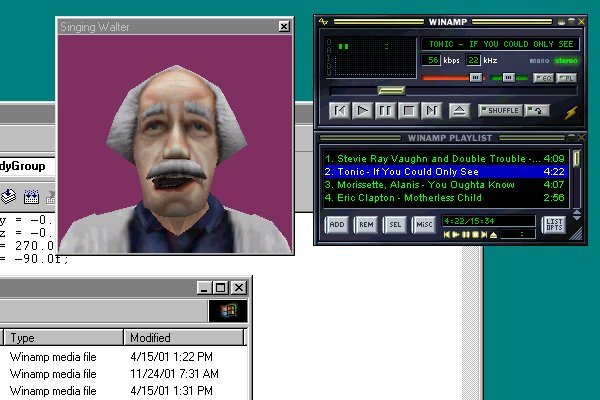 Singing Walter
WINAMP
TONIC - IF YOU COULD ONLY SEE
56 kbps 22 kHz mono stereo
EQ PL
SHUFFLE
WINAMP PLAYLIST
1. Stevie Ray Vaughn and Double Trouble -... 4:09
2. Tonic - If You Could Only See 4:22
3. Morissette, Alanis - You Oughta Know 4:07
4. Eric Clapton - Motherless Child 2:56
4:22/15:34
ADD REM SEL MISC LIST OPTS
dyGroup
y = -0.
z = -0.
= 270.0
= -90.0f;
Type Modified
Winamp media file 4/15/01 1:22 PM
Winamp media file 11/24/01 7:31 AM
Winamp media file 4/15/01 1:31 PM